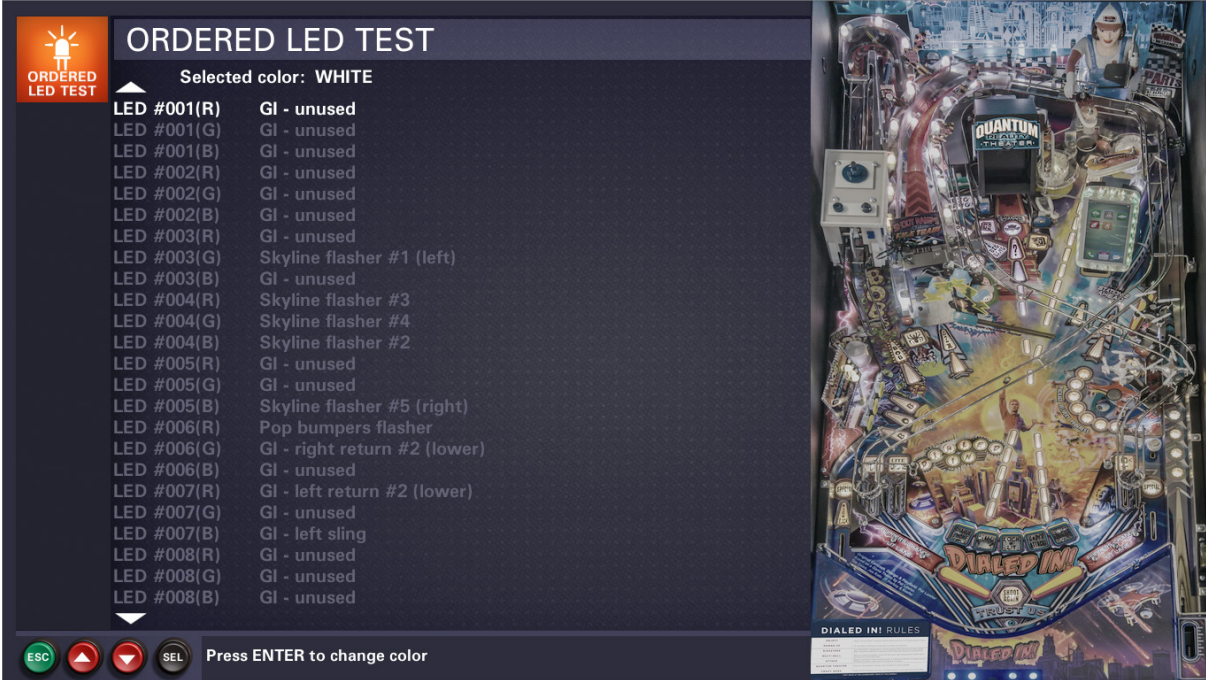 ORDERED LED TEST
ORDERED
LED TEST
Selected color: WHITE
LED #001(R) GI - unused
LED #001(G) GI - unused
LED #001(B) GI - unused
LED #002(R) GI - unused
LED #002(G) GI - unused
LED #002(B) GI - unused
LED #003(R) GI - unused
LED #003(G) Skyline flasher #1 (left)
LED #003(B) GI - unused
LED #004(R) Skyline flasher #3
LED #004(G) Skyline flasher #4
LED #004(B) Skyline flasher #2
LED #005(R) GI - unused
LED #005(G) GI - unused
LED #005(B) Skyline flasher #5 (right)
LED #006(R) Pop bumpers flasher
LED #006(G) GI - right return #2 (lower)
LED #006(B) GI - unused
LED #007(R) GI - left return #2 (lower)
LED #007(G) GI - unused
LED #007(B) GI - left sling
LED #008(R) GI - unused
LED #008(G) GI - unused
LED #008(B) GI - unused
ESC
SEL
Press ENTER to change color
QUANTUM
THEATER
DIALED IN!
SHOOT
TRUST US
DIALED IN! RULES
DIALED IN!